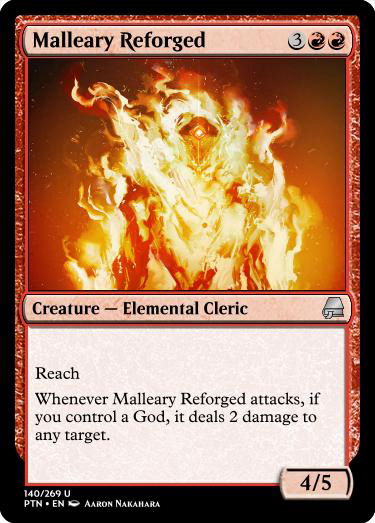 Malleary Reforged 3
Creature — Elemental Cleric
Reach
Whenever Malleary Reforged attacks, if
you control a God, it deals 2 damage to
any target.
4/5
140/269 U
PTN • EN Aaron Nakahara